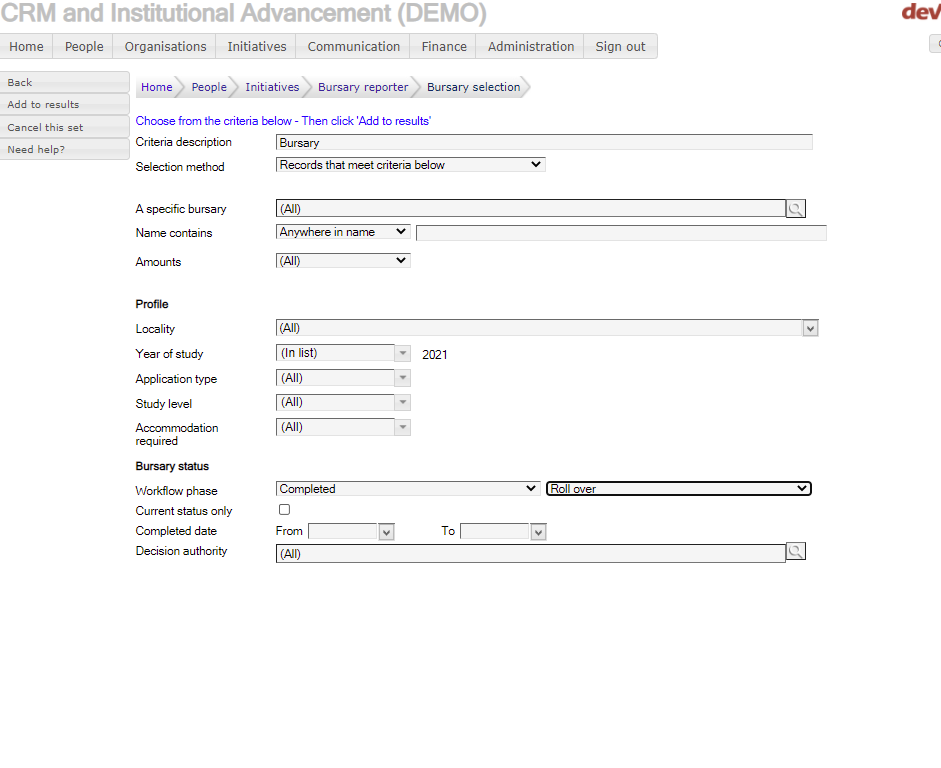 CRM and Institutional Advancement (DEMO)
dev
Home People Organisations Initiatives Communication Finance Administration Sign out
Back
Add to results
Cancel this set
Need help?
Home People Initiatives Bursary reporter Bursary selection
Choose from the criteria below - Then click 'Add to results'
Criteria description Bursary
Selection method Records that meet criteria below
A specific bursary (All)
Name contains Anywhere in name
Amounts (All)
Profile
Locality (All)
Year of study (In list) 2021
Application type (All)
Study level (All)
Accommodation required (All)
Bursary status
Workflow phase Completed Roll over
Current status only
Completed date From To
Decision authority (All)